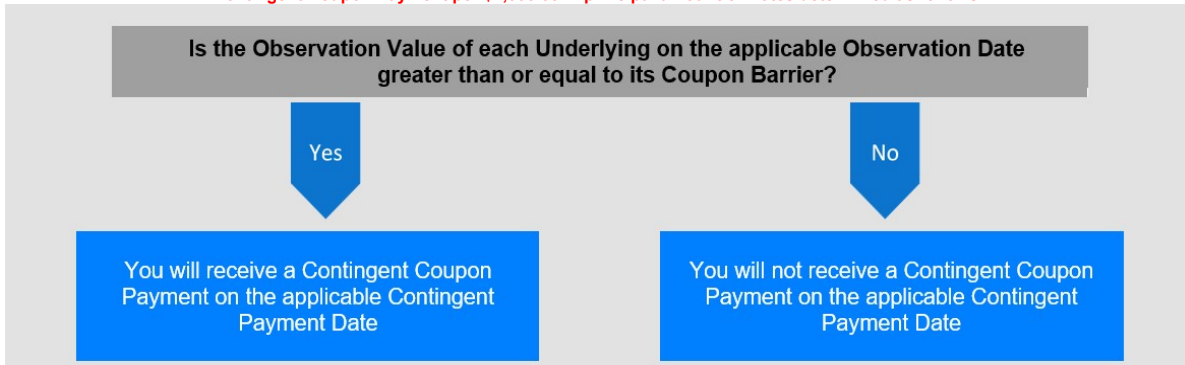 Is the Observation Value of each Underlying on the applicable Observation Date
greater than or equal to its Coupon Barrier?
Yes
No
You will receive a Contingent Coupon
Payment on the applicable Contingent
Payment Date
You will not receive a Contingent Coupon
Payment on the applicable Contingent
Payment Date